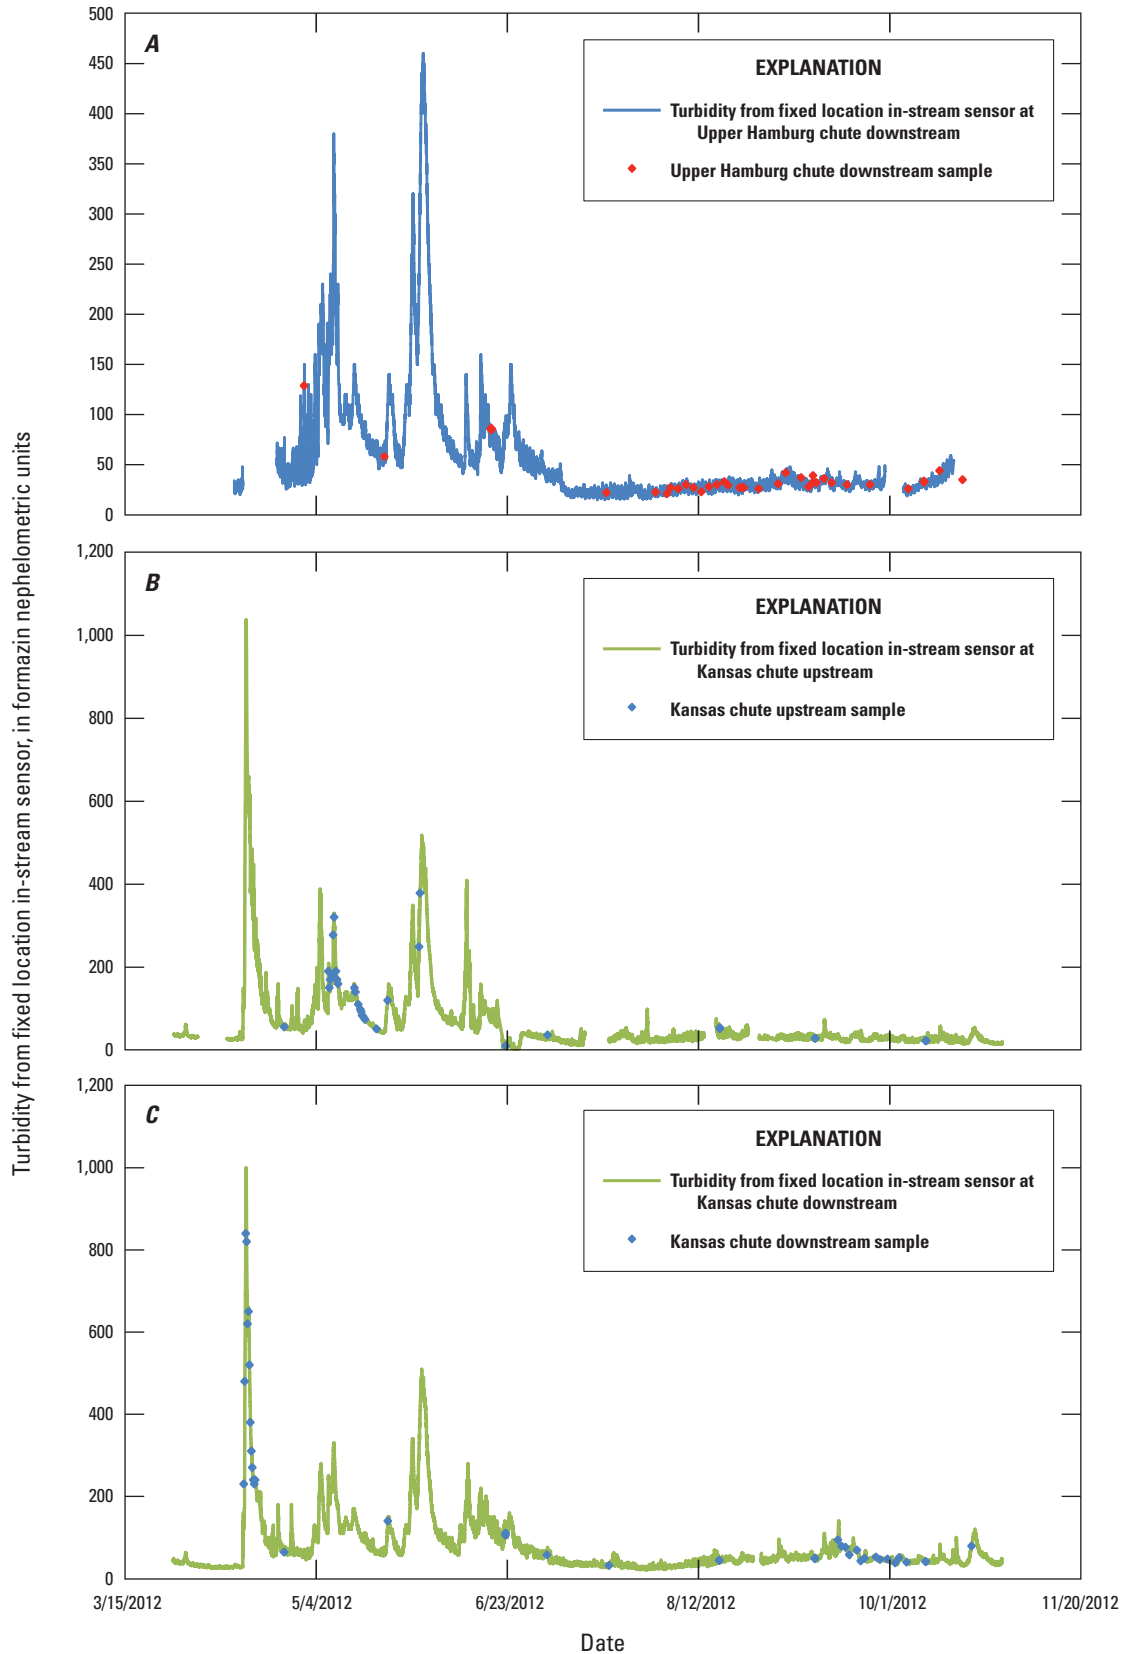 Turbidity from fixed location in-stream sensor, in formazin nephelometric units
500
450
400
350
300
250
200
150
100
50
0
A
EXPLANATION
Turbidity from fixed location in-stream sensor at
Upper Hamburg chute downstream
Upper Hamburg chute downstream sample
1,200
1,000
800
600
400
200
0
B
EXPLANATION
Turbidity from fixed location in-stream sensor at
Kansas chute upstream
Kansas chute upstream sample
1,200
1,000
800
600
400
200
0
C
EXPLANATION
Turbidity from fixed location in-stream sensor at
Kansas chute downstream
Kansas chute downstream sample
3/15/2012 5/4/2012 6/23/2012 8/12/2012 10/1/2012 11/20/2012
Date